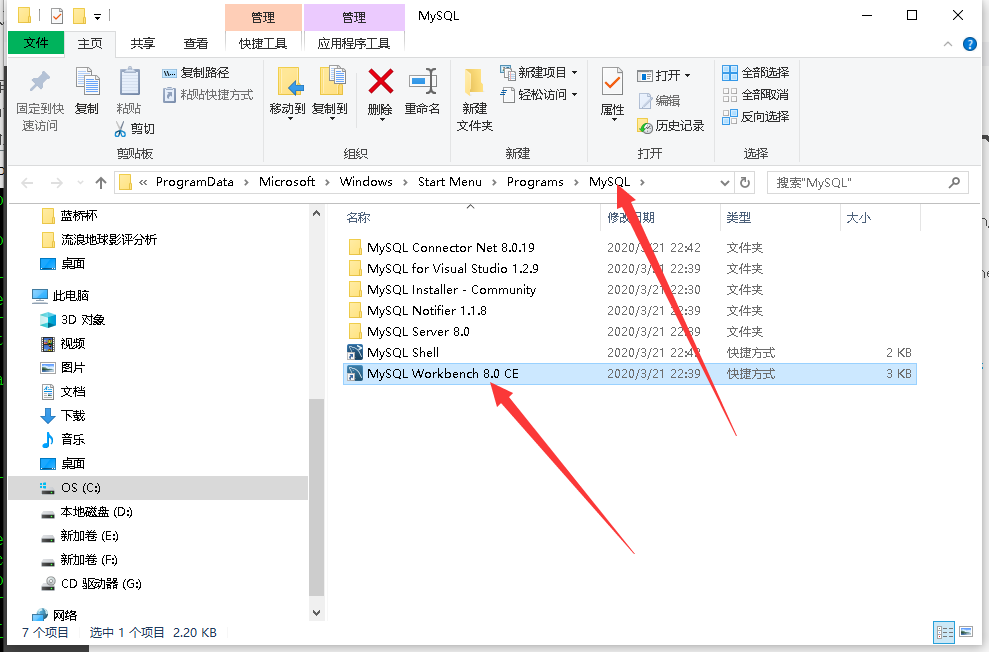 管理
管理
MySQL
文件
主页
共享
查看
快捷工具
应用程序工具
固定到快
速访问
复制
粘贴
复制路径
粘贴快捷方式
剪切
剪贴板
移动到
复制到
删除
重命名
组织
新建
文件夹
新建项目
轻松访问
新建
属性
打开
编辑
历史记录
打开
全部选择
全部取消
反向选择
选择
« ProgramData › Microsoft › Windows › Start Menu › Programs › MySQL ›
搜索"MySQL"
蓝桥杯
流浪地球影评分析
桌面
此电脑
3D 对象
视频
图片
文档
下载
音乐
桌面
OS (C:)
本地磁盘 (D:)
新加卷 (E:)
新加卷 (F:)
CD 驱动器 (G:)
网络
名称 修改日期 类型 大小
MySQL Connector Net 8.0.19 2020/3/21 22:42 文件夹
MySQL for Visual Studio 1.2.9 2020/3/21 22:39 文件夹
MySQL Installer - Community 2020/3/21 22:30 文件夹
MySQL Notifier 1.1.8 2020/3/21 22:39 文件夹
MySQL Server 8.0 2020/3/21 22:39 文件夹
MySQL Shell 2020/3/21 22:42 快捷方式 2 KB
MySQL Workbench 8.0 CE 2020/3/21 22:39 快捷方式 3 KB
7 个项目 选中 1 个项目 2.20 KB